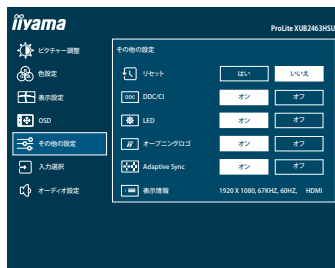 iiyama
ProLite XUB2463HSU
ピクチャー調整
色設定
表示設定
OSD
その他の設定
入力選択
オーディオ設定
その他の設定
リセット はい いいえ
DDC DDC/CI オン オフ
LED オン オフ
オープニングロゴ オン オフ
Adaptive Sync オン オフ
表示情報 1920 X 1080, 67KHZ, 60HZ, HDMI